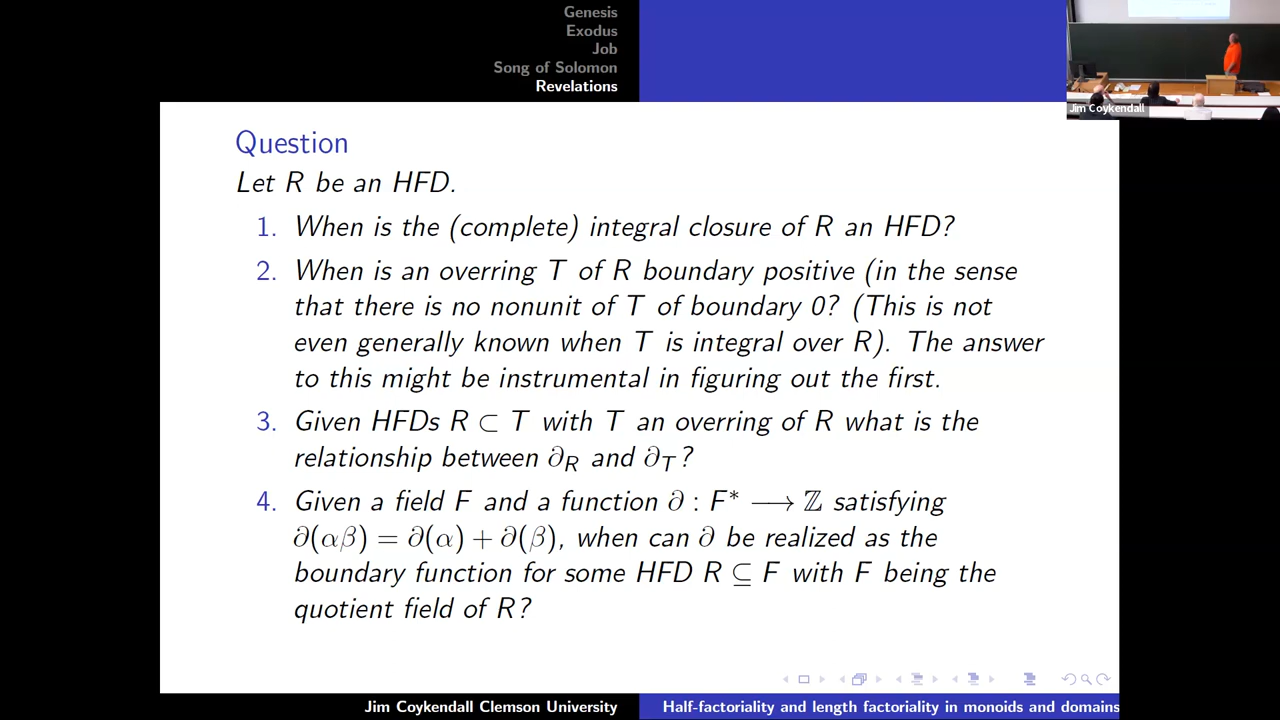 Genesis
Exodus
Job
Song of Solomon
Revelations
Jim Coykendall
Question
Let R be an HFD.
1. When is the (complete) integral closure of R an HFD?
2. When is an overring T of R boundary positive (in the sense
that there is no nonunit of T of boundary 0? (This is not
even generally known when T is integral over R). The answer
to this might be instrumental in figuring out the first.
3. Given HFDs R ⊂ T with T an overring of R what is the
relationship between ∂_R and ∂_T?
4. Given a field F and a function ∂ : F* ⟶ ℤ satisfying
∂(αβ) = ∂(α) + ∂(β), when can ∂ be realized as the
boundary function for some HFD R ⊆ F with F being the
quotient field of R?
Jim Coykendall Clemson University
Half-factoriality and length factoriality in monoids and domains